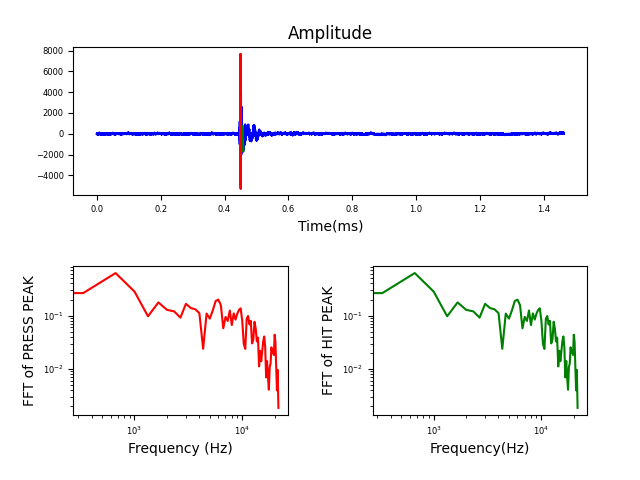 Amplitude
8000
6000
4000
2000
0
−2000
−4000
0.0 0.2 0.4 0.6 0.8 1.0 1.2 1.4
Time(ms)
FFT of PRESS PEAK
10⁻¹
10⁻²
10³ 10⁴
Frequency (Hz)
FFT of HIT PEAK
10⁻¹
10⁻²
10³ 10⁴
Frequency(Hz)